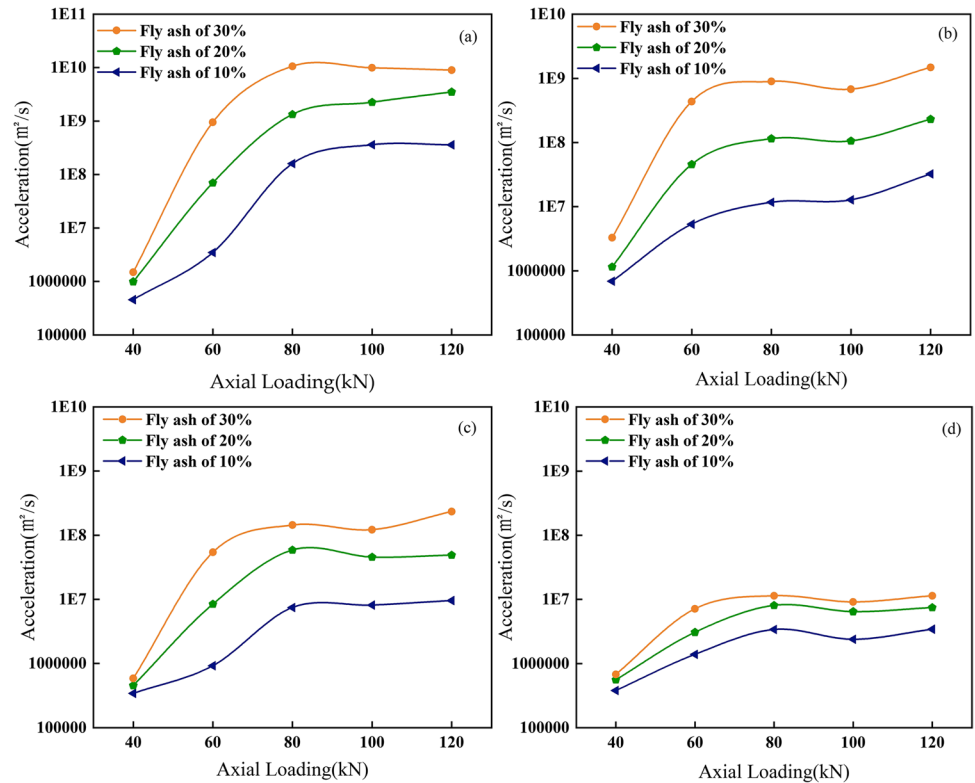 Fly ash of 30%
Fly ash of 20%
Fly ash of 10%
(a)
Acceleration(㎡/s)
1E11
1E10
1E9
1E8
1E7
1000000
100000
40 60 80 100 120
Axial Loading(kN)
Fly ash of 30%
Fly ash of 20%
Fly ash of 10%
(b)
Acceleration(㎡/s)
1E10
1E9
1E8
1E7
1000000
100000
40 60 80 100 120
Axial Loading(kN)
Fly ash of 30%
Fly ash of 20%
Fly ash of 10%
(c)
Acceleration(㎡/s)
1E10
1E9
1E8
1E7
1000000
100000
40 60 80 100 120
Axial Loading(kN)
Fly ash of 30%
Fly ash of 20%
Fly ash of 10%
(d)
Acceleration(㎡/s)
1E10
1E9
1E8
1E7
1000000
100000
40 60 80 100 120
Axial Loading(kN)